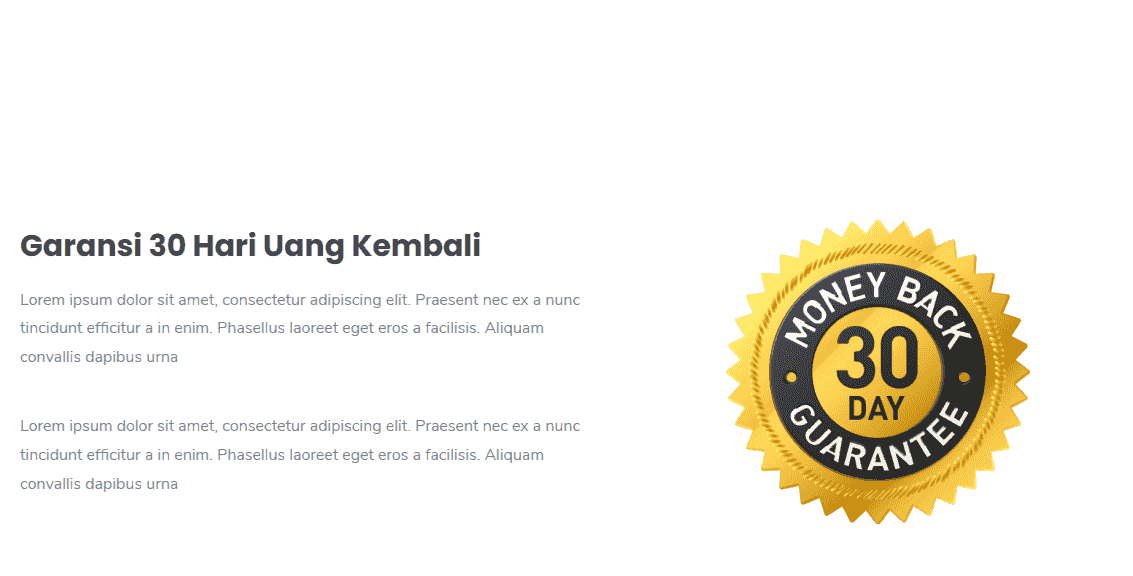 Garansi 30 Hari Uang Kembali
Lorem ipsum dolor sit amet, consectetur adipiscing elit. Praesent nec ex a nunc
tincidunt efficitur a in enim. Phasellus laoreet eget eros a facilisis. Aliquam
convallis dapibus urna
Lorem ipsum dolor sit amet, consectetur adipiscing elit. Praesent nec ex a nunc
tincidunt efficitur a in enim. Phasellus laoreet eget eros a facilisis. Aliquam
convallis dapibus urna
MONEY BACK
30
DAY
GUARANTEE